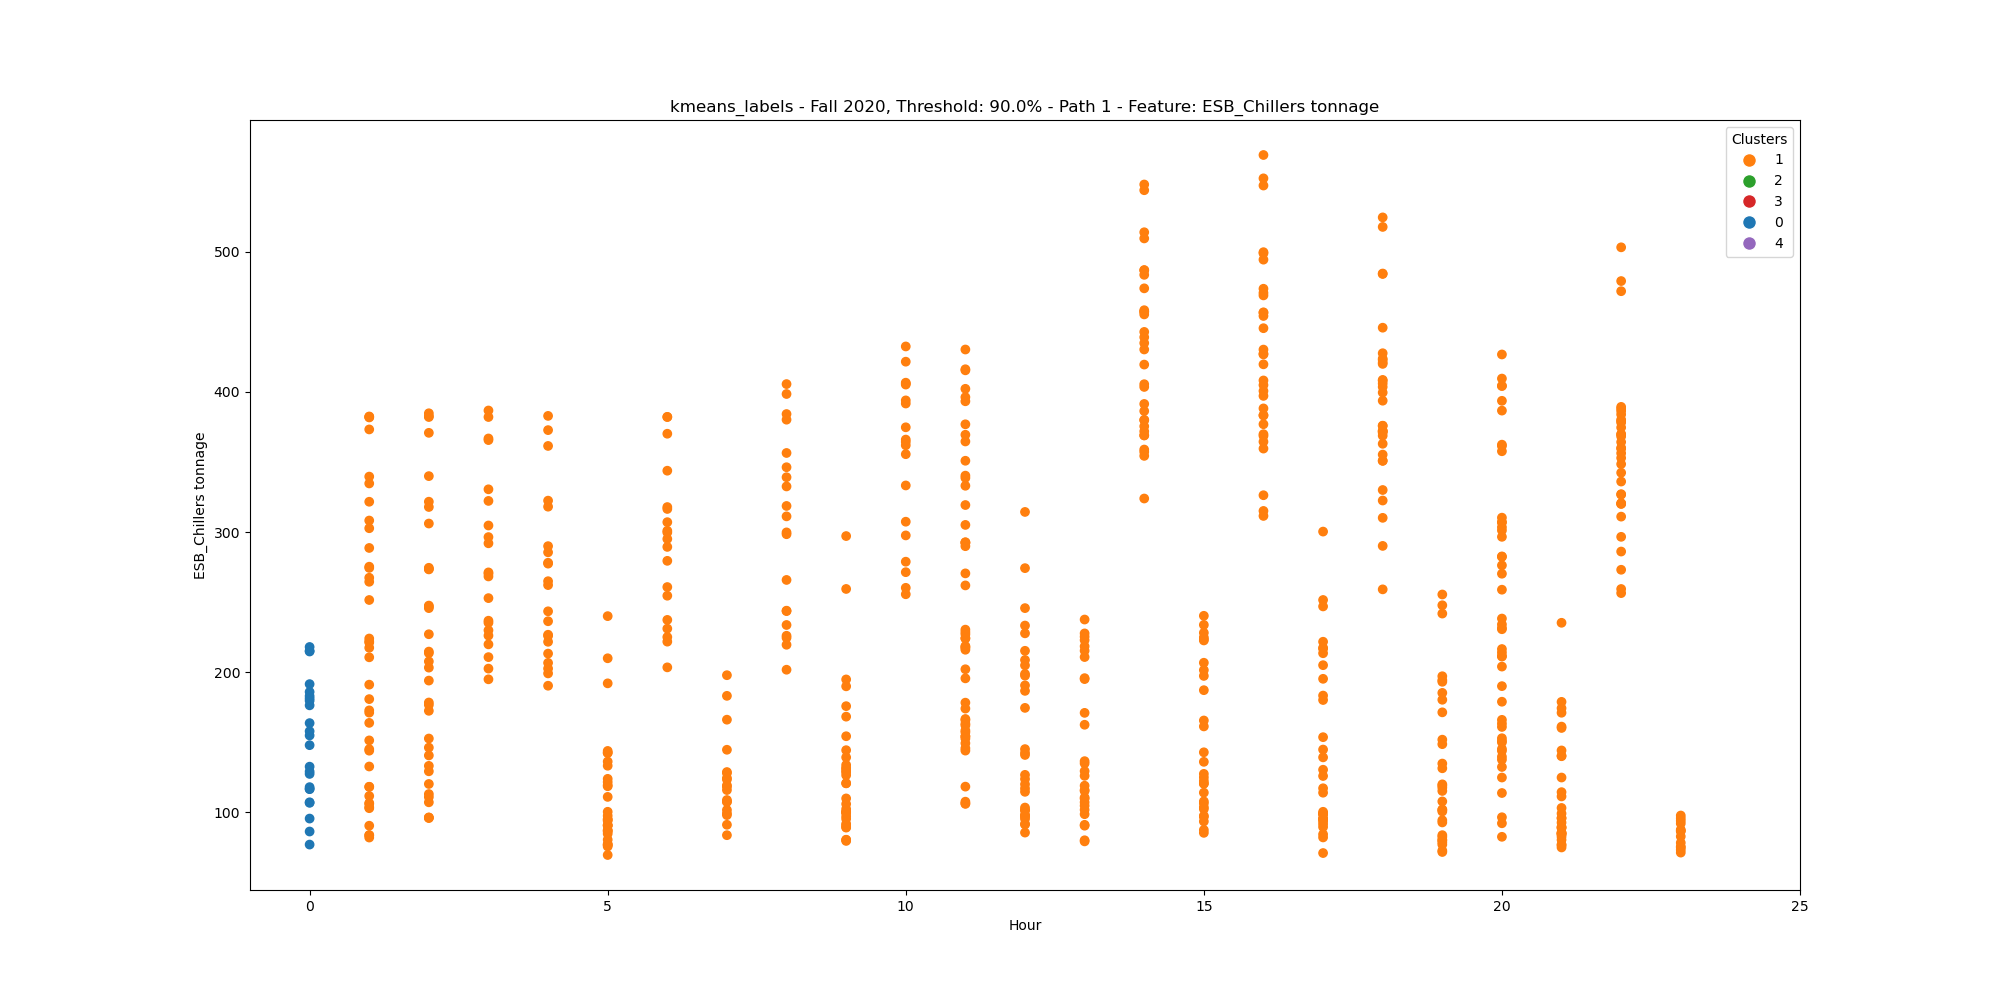 kmeans_labels - Fall 2020, Threshold: 90.0% - Path 1 - Feature: ESB_Chillers tonnage
Clusters
1
2
3
0
4
500
400
300
200
100
ESB_Chillers tonnage
0 5 10 15 20 25
Hour